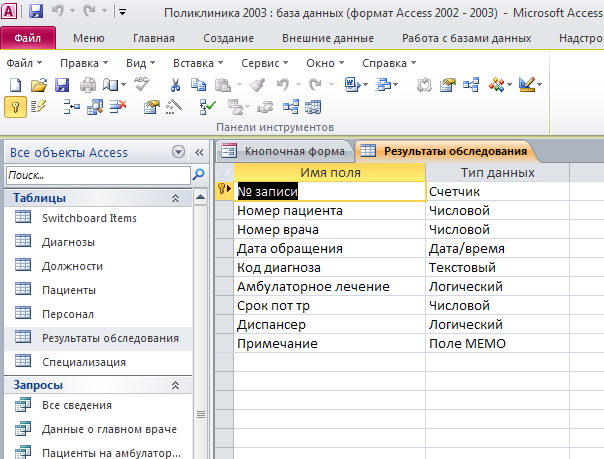 Поликлиника 2003 : база данных (формат Access 2002 - 2003) - Microsoft Access
Файл Меню Главная Создание Внешние данные Работа с базами данных Надстро
Файл Правка Вид Вставка Сервис Окно Справка
ABC
Панели инструментов
Все объекты Access
Кнопочная форма Результаты обследования
Поиск...
Имя поля Тип данных
Таблицы
№ записи Счетчик
Switchboard Items
Номер пациента Числовой
Диагнозы
Номер врача Числовой
Должности
Дата обращения Дата/время
Код диагноза Текстовый
Пациенты
Амбулаторное лечение Логический
Персонал
Срок пот тр Числовой
Диспансер Логический
Результаты обследования
Примечание Поле МЕМО
Специализация
Запросы
Все сведения
Данные о главном враче
Пациенты на амбулатор...